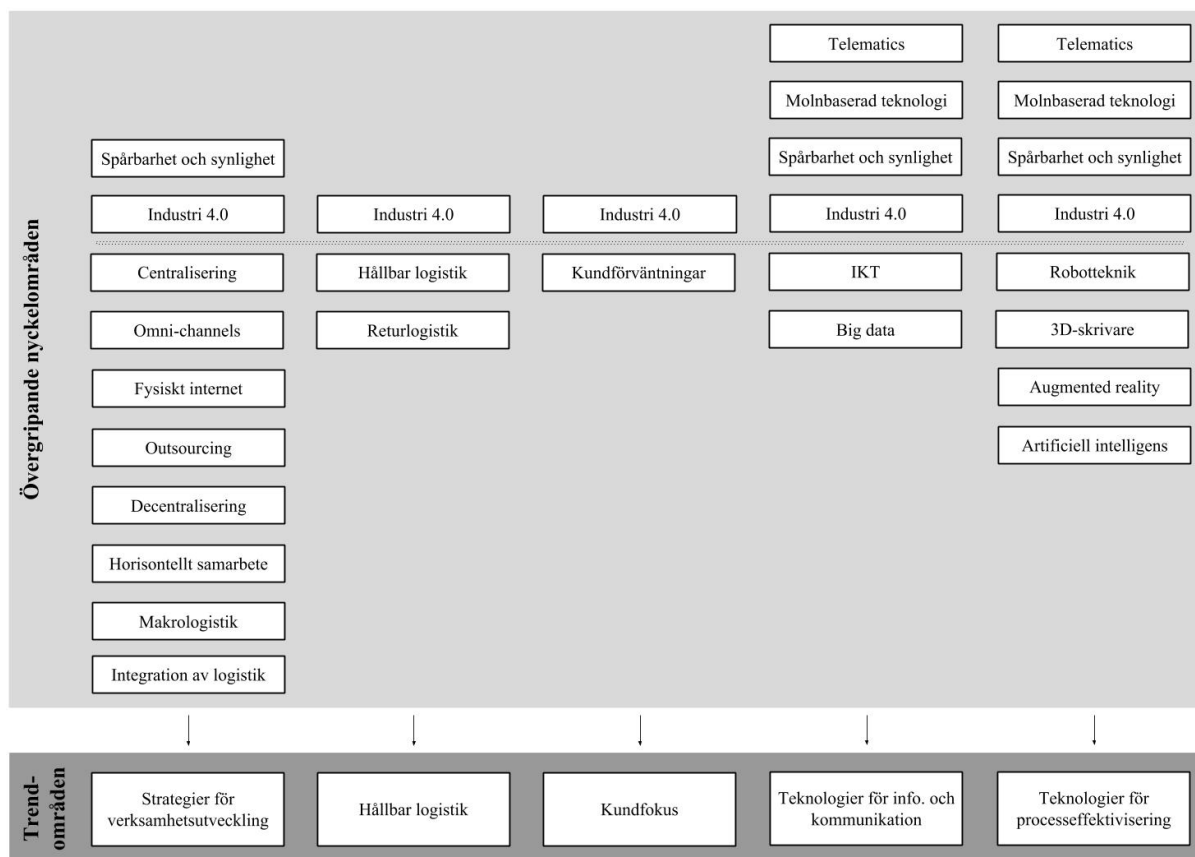 Övergripande nyckelområden
Telematics
Telematics
Molnbaserad teknologi
Molnbaserad teknologi
Spårbarhet och synlighet
Spårbarhet och synlighet
Spårbarhet och synlighet
Industri 4.0
Industri 4.0
Industri 4.0
Industri 4.0
Industri 4.0
Centralisering
Hållbar logistik
Kundförväntningar
IKT
Robotteknik
Omni-channels
Returlogistik
Big data
3D-skrivare
Fysiskt internet
Augmented reality
Outsourcing
Artificiell intelligens
Decentralisering
Horisontellt samarbete
Makrologistik
Integration av logistik
Trend-
områden
Strategier för
verksamhetsutveckling
Hållbar logistik
Kundfokus
Teknologier för info. och
kommunikation
Teknologier för
processeffektivisering